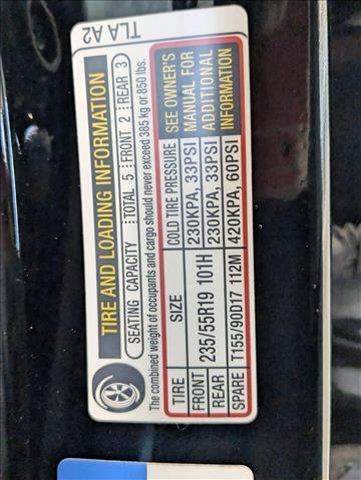 TLA A2
TIRE AND LOADING INFORMATION
SEATING CAPACITY TOTAL 5 FRONT 2 REAR 3
The combined weight of occupants and cargo should never exceed 385 kg or 850 lbs.
TIRE SIZE COLD TIRE PRESSURE SEE OWNER'S MANUAL FOR ADDITIONAL INFORMATION
FRONT 235/55R19 101H 230KPA, 33PSI
REAR 230KPA, 33PSI
SPARE T155/90D17 112M 420KPA, 60PSI